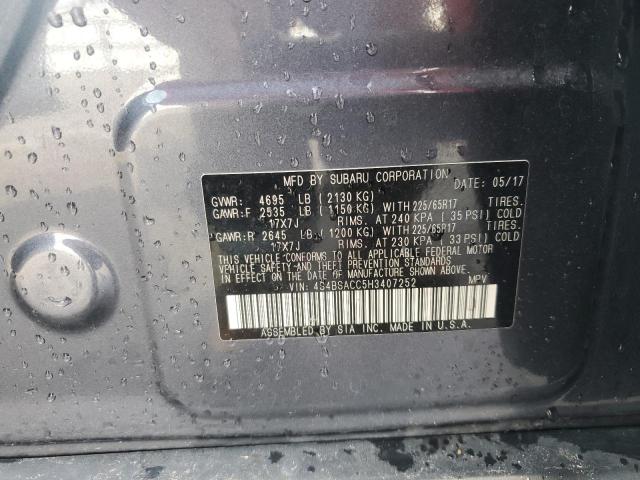 MFD BY SUBARU CORPORATION DATE: 05/17
GVWR: 4695 LB (2130 KG)
GAWR:F 2535 LB (1150 KG) WITH 225/65R17 TIRES.
17X7J RIMS. AT 240 KPA ( 35 PSI) COLD
GAWR:R 2645 LB (1200 KG) WITH 225/65R17 TIRES.
17X7J RIMS. AT 230 KPA ( 33 PSI) COLD
THIS VEHICLE CONFORMS TO ALL APPLICABLE FEDERAL MOTOR
VEHICLE SAFETY AND THEFT PREVENTION STANDARDS
IN EFFECT ON THE DATE OF MANUFACTURE SHOWN ABOVE.
VIN: 4S4BSACC5H3407252 MPV
ASSEMBLED BY SIA INC. MADE IN U.S.A.